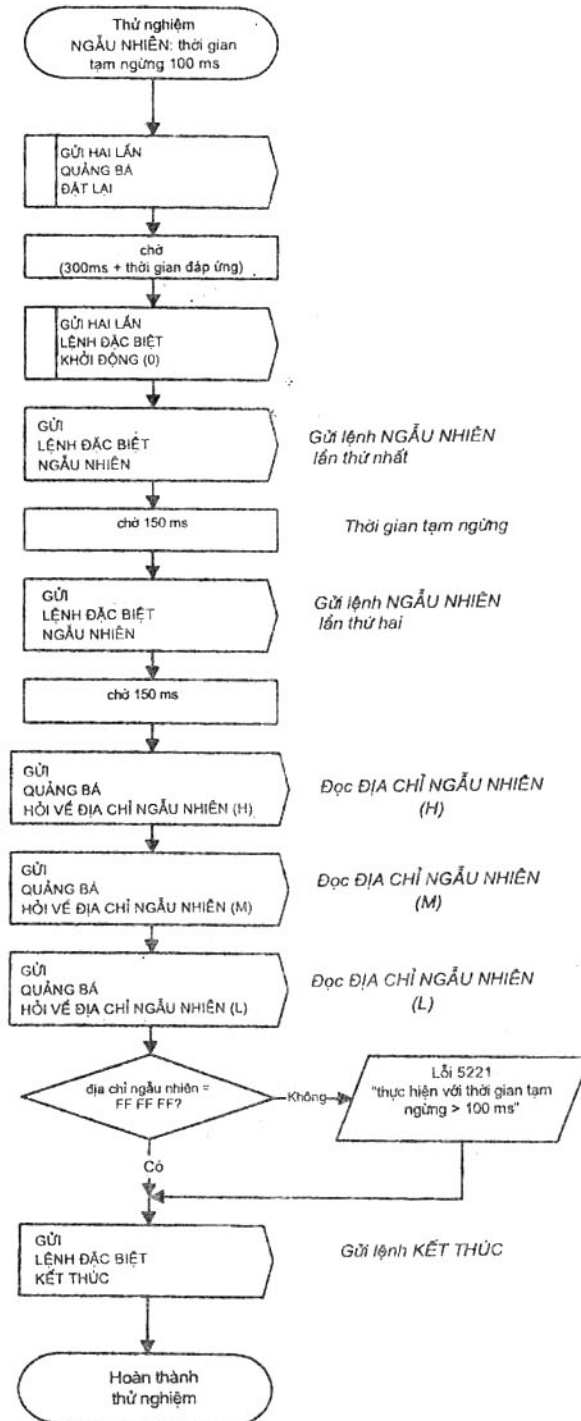 Thử nghiệm
NGẪU NHIÊN: thời gian
tạm ngừng 100 ms
GỬI HAI LẦN
QUẢNG BÁ
ĐẶT LẠI
chờ
(300ms + thời gian đáp ứng)
GỬI HAI LẦN
LỆNH ĐẶC BIỆT
KHỞI ĐỘNG (0)
GỬI
LỆNH ĐẶC BIỆT
NGẪU NHIÊN
Gửi lệnh NGẪU NHIÊN
lần thứ nhất
chờ 150 ms
Thời gian tạm ngừng
GỬI
LỆNH ĐẶC BIỆT
NGẪU NHIÊN
Gửi lệnh NGẪU NHIÊN
lần thứ hai
chờ 150 ms
GỬI
QUẢNG BÁ
HỎI VỀ ĐỊA CHỈ NGẪU NHIÊN (H)
Đọc ĐỊA CHỈ NGẪU NHIÊN
(H)
GỬI
QUẢNG BÁ
HỎI VỀ ĐỊA CHỈ NGẪU NHIÊN (M)
Đọc ĐỊA CHỈ NGẪU NHIÊN
(M)
GỬI
QUẢNG BÁ
HỎI VỀ ĐỊA CHỈ NGẪU NHIÊN (L)
Đọc ĐỊA CHỈ NGẪU NHIÊN
(L)
địa chỉ ngẫu nhiên =
FF FF FF?
Không
Lỗi 5221
"thực hiện với thời gian tạm
ngừng > 100 ms"
Có
GỬI
LỆNH ĐẶC BIỆT
KẾT THÚC
Gửi lệnh KẾT THÚC
Hoàn thành
thử nghiệm